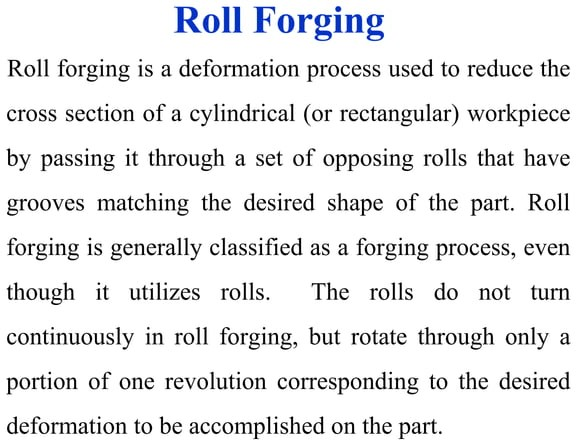 Roll Forging
Roll forging is a deformation process used to reduce the
cross section of a cylindrical (or rectangular) workpiece
by passing it through a set of opposing rolls that have
grooves matching the desired shape of the part. Roll
forging is generally classified as a forging process, even
though it utilizes rolls. The rolls do not turn
continuously in roll forging, but rotate through only a
portion of one revolution corresponding to the desired
deformation to be accomplished on the part.